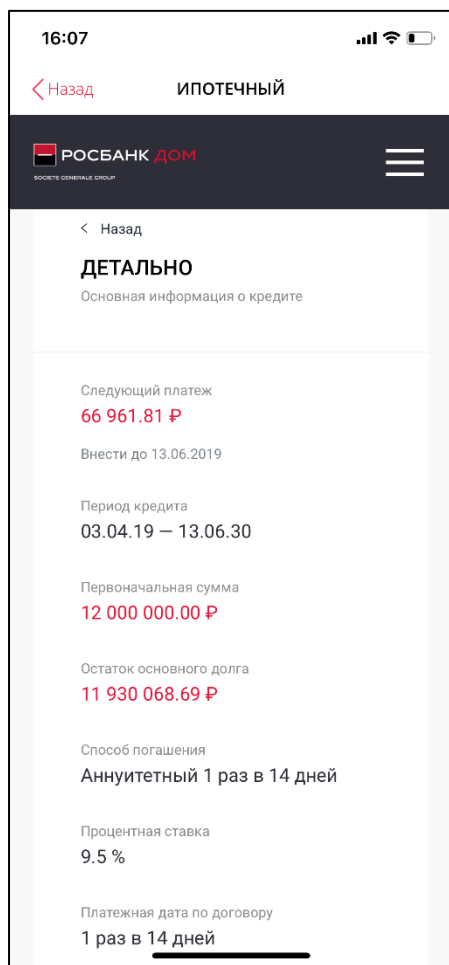 16:07
Назад
ИПОТЕЧНЫЙ
РОСБАНК ДОМ
SOCIETE GENERALE GROUP
Назад
ДЕТАЛЬНО
Основная информация о кредите
Следующий платеж
66 961.81 ₽
Внести до 13.06.2019
Период кредита
03.04.19 — 13.06.30
Первоначальная сумма
12 000 000.00 ₽
Остаток основного долга
11 930 068.69 ₽
Способ погашения
Аннуитетный 1 раз в 14 дней
Процентная ставка
9.5 %
Платежная дата по договору
1 раз в 14 дней